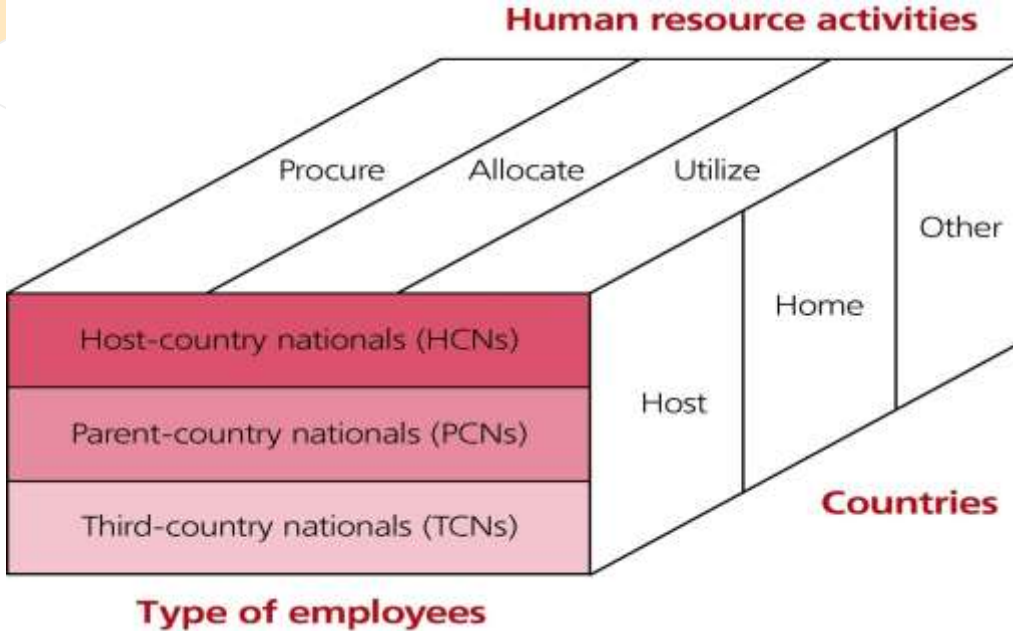 Human resource activities
Procure
Allocate
Utilize
Other
Home
Host
Host-country nationals (HCNs)
Parent-country nationals (PCNs)
Third-country nationals (TCNs)
Countries
Type of employees